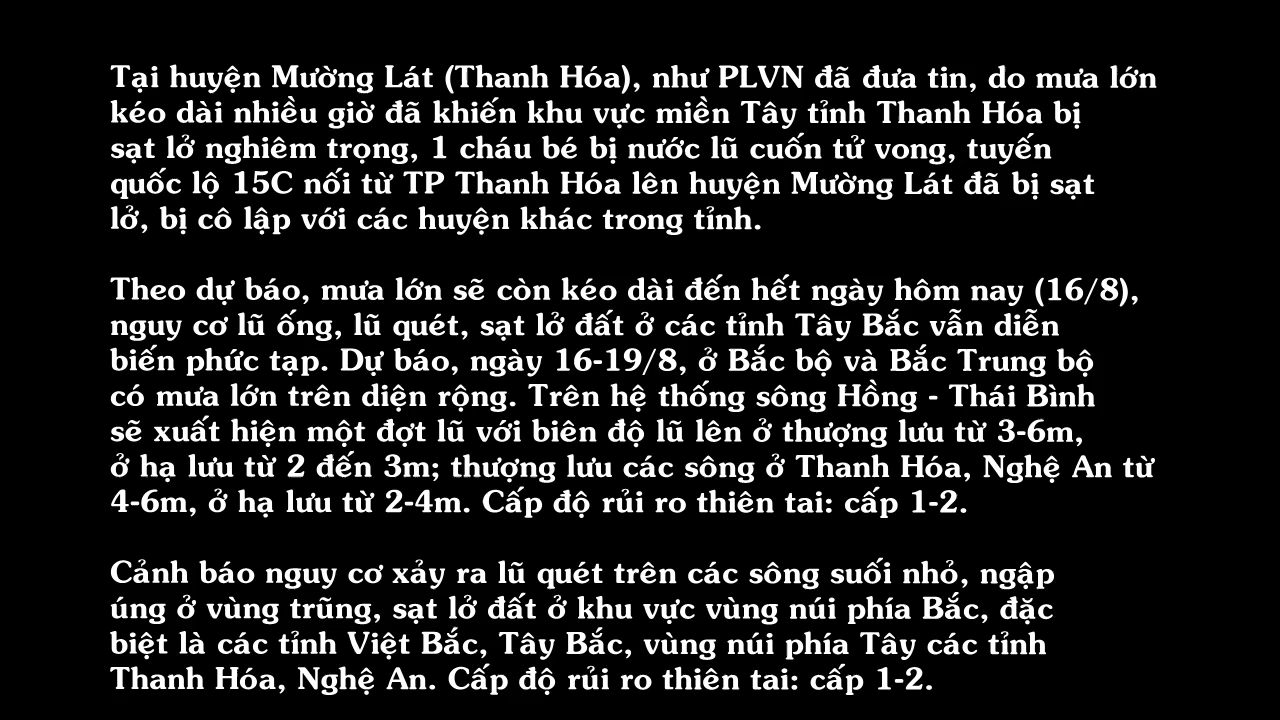 Tại huyện Mường Lát (Thanh Hóa), như PLVN đã đưa tin, do mưa lớn
kéo dài nhiều giờ đã khiến khu vực miền Tây tỉnh Thanh Hóa bị
sạt lở nghiêm trọng, 1 cháu bé bị nước lũ cuốn tử vong, tuyến
quốc lộ 15C nối từ TP Thanh Hóa lên huyện Mường Lát đã bị sạt
lở, bị cô lập với các huyện khác trong tỉnh.
Theo dự báo, mưa lớn sẽ còn kéo dài đến hết ngày hôm nay (16/8),
nguy cơ lũ ống, lũ quét, sạt lở đất ở các tỉnh Tây Bắc vẫn diễn
biến phức tạp. Dự báo, ngày 16-19/8, ở Bắc bộ và Bắc Trung bộ
có mưa lớn trên diện rộng. Trên hệ thống sông Hồng - Thái Bình
sẽ xuất hiện một đợt lũ với biên độ lũ lên ở thượng lưu từ 3-6m,
ở hạ lưu từ 2 đến 3m; thượng lưu các sông ở Thanh Hóa, Nghệ An từ
4-6m, ở hạ lưu từ 2-4m. Cấp độ rủi ro thiên tai: cấp 1-2.
Cảnh báo nguy cơ xảy ra lũ quét trên các sông suối nhỏ, ngập
úng ở vùng trũng, sạt lở đất ở khu vực vùng núi phía Bắc, đặc
biệt là các tỉnh Việt Bắc, Tây Bắc, vùng núi phía Tây các tỉnh
Thanh Hóa, Nghệ An. Cấp độ rủi ro thiên tai: cấp 1-2.